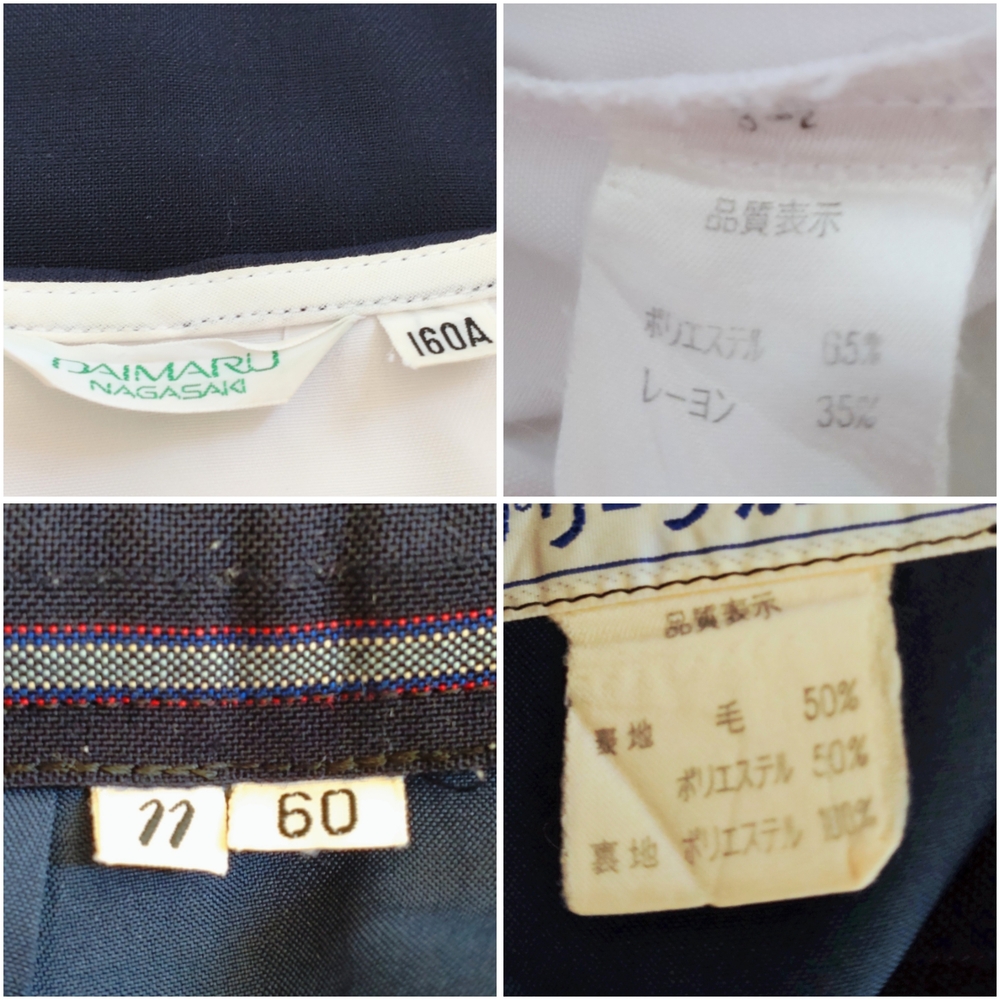 DAIMARU
NAGASAKI
160A
品質表示
ポリエステル 65%
レーヨン 35%
11 60
品質表示
表地 毛 50%
ポリエステル 50%
裏地 ポリエステル 100%